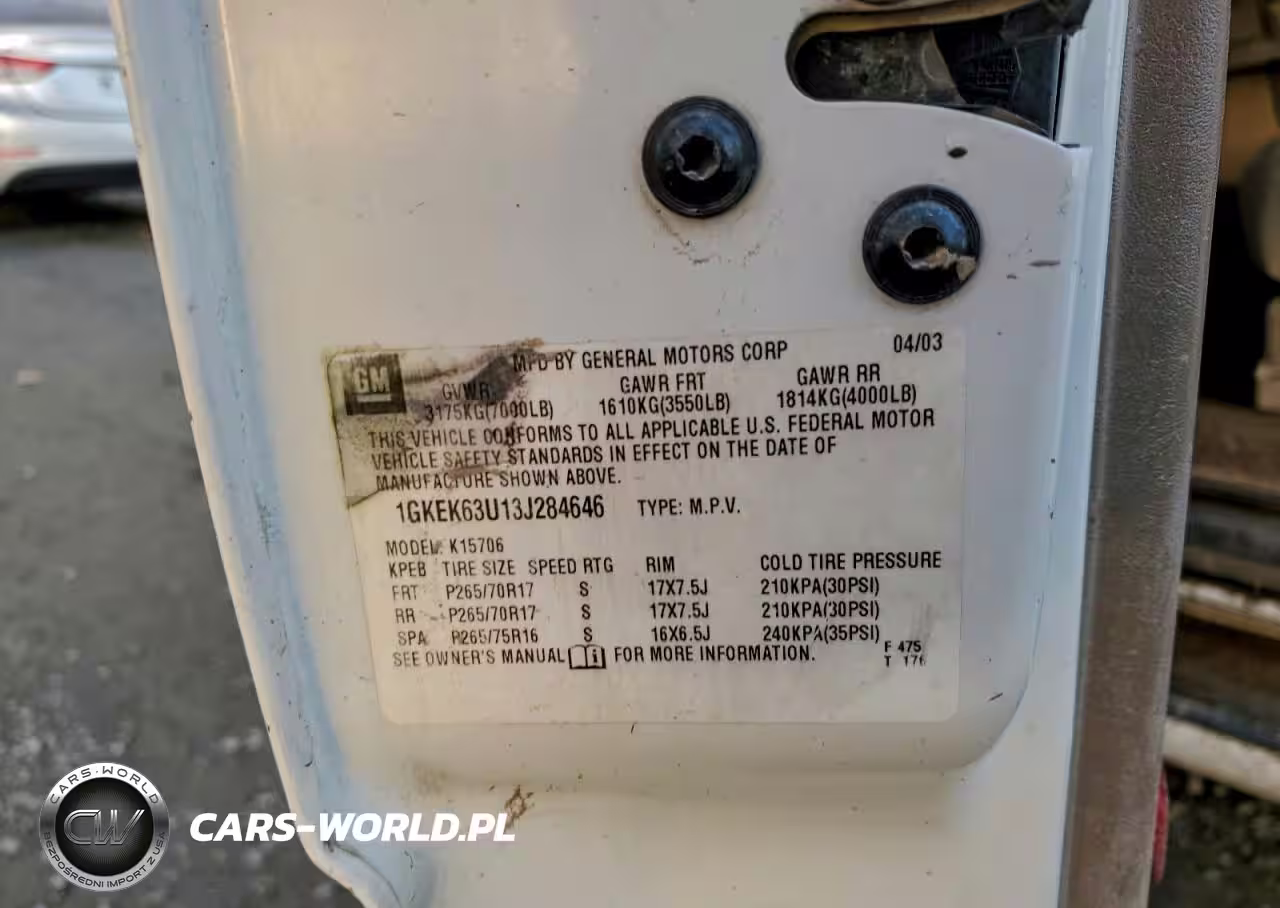 GM
MFD BY GENERAL MOTORS CORP 04/03
GVWR GAWR FRT GAWR RR
3175KG(7000LB) 1610KG(3550LB) 1814KG(4000LB)
THIS VEHICLE CONFORMS TO ALL APPLICABLE U.S. FEDERAL MOTOR
VEHICLE SAFETY STANDARDS IN EFFECT ON THE DATE OF
MANUFACTURE SHOWN ABOVE.
1GKEK63U13J284646 TYPE: M.P.V.
MODEL: K15706
KPEB TIRE SIZE SPEED RTG RIM COLD TIRE PRESSURE
FRT P265/70R17 S 17X7.5J 210KPA(30PSI)
RR P265/70R17 S 17X7.5J 210KPA(30PSI)
SPA P265/75R16 S 16X6.5J 240KPA(35PSI)
SEE OWNER'S MANUAL FOR MORE INFORMATION.
F 475
T 176
CARS-WORLD
CW
BEZPOŚREDNI IMPORT Z USA
CARS-WORLD.PL